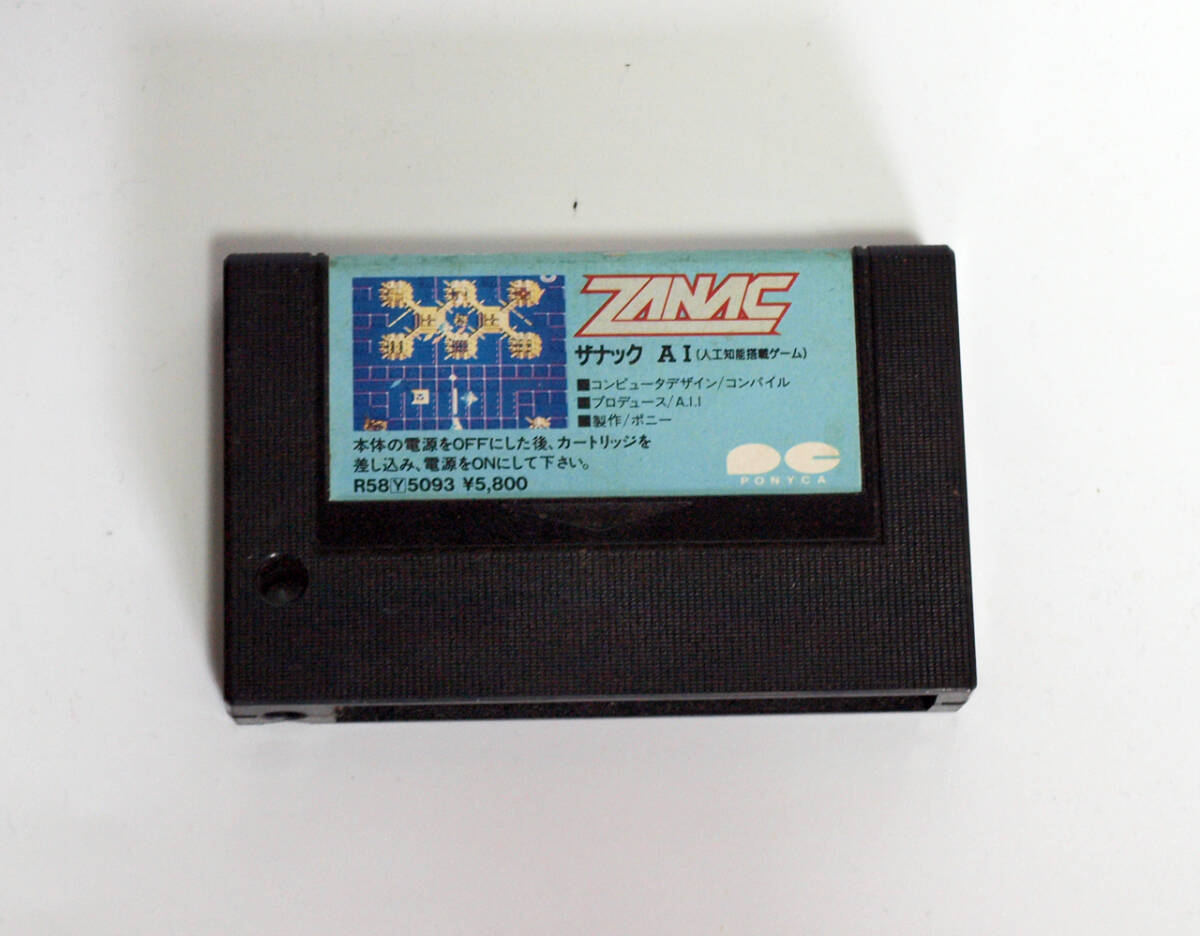 ZANAC
ザナック AI(人工知能搭載ゲーム)
■コンピュータデザイン/コンパイル
■プロデュース/A.I.I
■製作/ポニー
本体の電源をOFFにした後、カートリッジを
差し込み、電源をONにして下さい。
R58Y5093 ¥5,800
PC
PONYCA